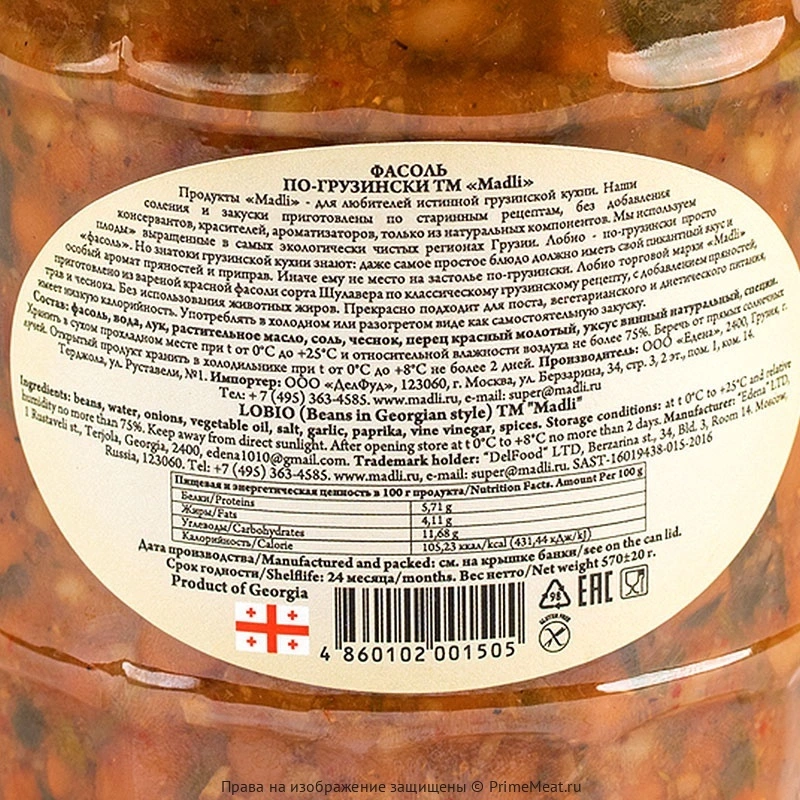 ФАСОЛЬ
ПО-ГРУЗИНСКИ ТМ «Madli»
Продукты «Madli» - для любителей истинной грузинской кухни. Наши
соления и закуски приготовлены по старинным рецептам, без добавления
консервантов, красителей, ароматизаторов, только из натуральных компонентов. Мы используем
плоды выращенные в самых экологически чистых регионах Грузии. Лобио - по-грузински просто
«фасоль». Но знатоки грузинской кухни знают: даже самое простое блюдо должно иметь свой пикантный вкус и
особый аромат пряностей и приправ. Иначе ему не место на застолье по-грузински. Лобио торговой марки «Madli»
приготовлено из вареной красной фасоли сорта Шулавера по классическому грузинскому рецепту, с добавлением пряностей,
трав и чеснока. Без использования животных жиров. Прекрасно подходит для поста, вегетарианского и диетического питания,
имеет низкую калорийность. Употреблять в холодном или разогретом виде как самостоятельную закуску.
Состав: фасоль, вода, лук, растительное масло, соль, чеснок, перец красный молотый, уксус винный натуральный, специи.
Хранить в сухом прохладном месте при t от 0°C до +25°C и относительной влажности воздуха не более 75%. Беречь от прямых солнечных
лучей. Открытый продукт хранить в холодильнике при t от 0°C до +8°C не более 2 дней. Производитель: ООО «Едена», 2400, Грузия, г.
Терджола, ул. Руставели, №1. Импортер: ООО «ДелФуд», 123060, г. Москва, ул. Берзарина, 34, стр. 3, 2 эт., пом. 1, ком. 14.
Тел: + 7 (495) 363-4585. www.madli.ru, e-mail: super@madli.ru
LOBIO (Beans in Georgian style) TM "Madli"
Ingredients: beans, water, onions, vegetable oil, salt, garlic, paprika, vine vinegar, spices. Storage conditions: at t 0°C to +25°C and relative
humidity no more than 75%. Keep away from direct sunlight. After opening store at t 0°C to +8°C no more than 2 days. Manufacturer: "Edena" LTD,
1 Rustaveli st., Terjola, Georgia, 2400, edena1010@gmail.com. Trademark holder: "DelFood" LTD, Berzarina st., 34, Bld. 3, Room 14. Moscow,
Russia, 123060. Tel: +7 (495) 363-4585. www.madli.ru, e-mail: super@madli.ru. SAST-16019438-015-2016
Пищевая и энергетическая ценность в 100 г продукта/Nutrition Facts. Amount Per 100 g
Белки/Proteins 5,71 g
Жиры/Fats 4,11 g
Углеводы/Carbohydrates 11,68 g
Калорийность/Calorie 105,23 ккал/kcal (431,44 кДж/kJ)
Дата производства/Manufactured and packed: см. на крышке банки/see on the can lid.
Срок годности/Shelflife: 24 месяца/months. Вес нетто/Net weight 570±20 г.
Product of Georgia
98
EAC
GLUTEN FREE
4 860102 001505
Права на изображение защищены © PrimeMeat.ru